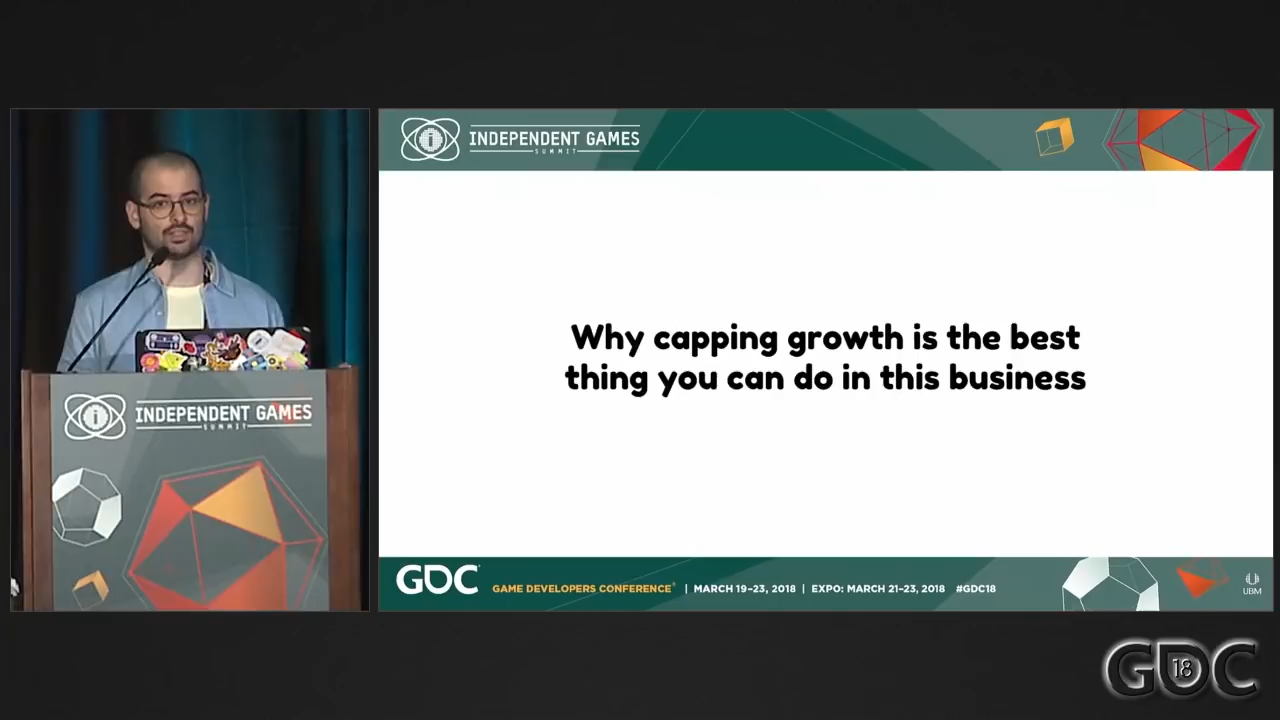 INDEPENDENT GAMES
SUMMIT
Why capping growth is the best
thing you can do in this business
INDEPENDENT GAMES
SUMMIT
GDC GAME DEVELOPERS CONFERENCE® | MARCH 19–23, 2018 | EXPO: MARCH 21–23, 2018 #GDC18
UBM
GDC
18